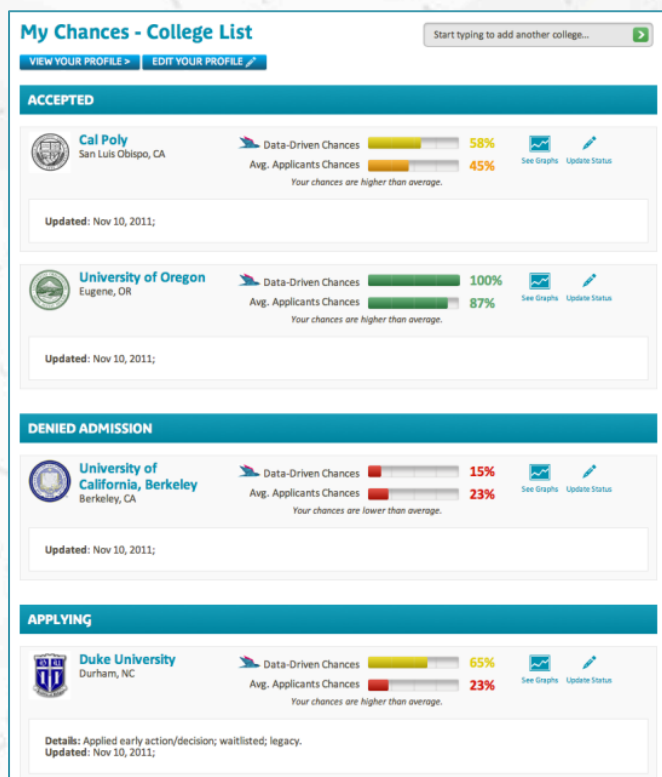 My Chances - College List
Start typing to add another college...
VIEW YOUR PROFILE >
EDIT YOUR PROFILE
ACCEPTED
Cal Poly
San Luis Obispo, CA
Data-Driven Chances
58%
Avg. Applicants Chances
45%
Your chances are higher than average.
See Graphs
Update Status
Updated: Nov 10, 2011;
University of Oregon
Eugene, OR
Data-Driven Chances
100%
Avg. Applicants Chances
87%
Your chances are higher than average.
See Graphs
Update Status
Updated: Nov 10, 2011;
DENIED ADMISSION
University of
California, Berkeley
Berkeley, CA
Data-Driven Chances
15%
Avg. Applicants Chances
23%
Your chances are lower than average.
See Graphs
Update Status
Updated: Nov 10, 2011;
APPLYING
Duke University
Durham, NC
Data-Driven Chances
65%
Avg. Applicants Chances
23%
Your chances are higher than average.
See Graphs
Update Status
Details: Applied early action/decision; waitlisted; legacy.
Updated: Nov 10, 2011;